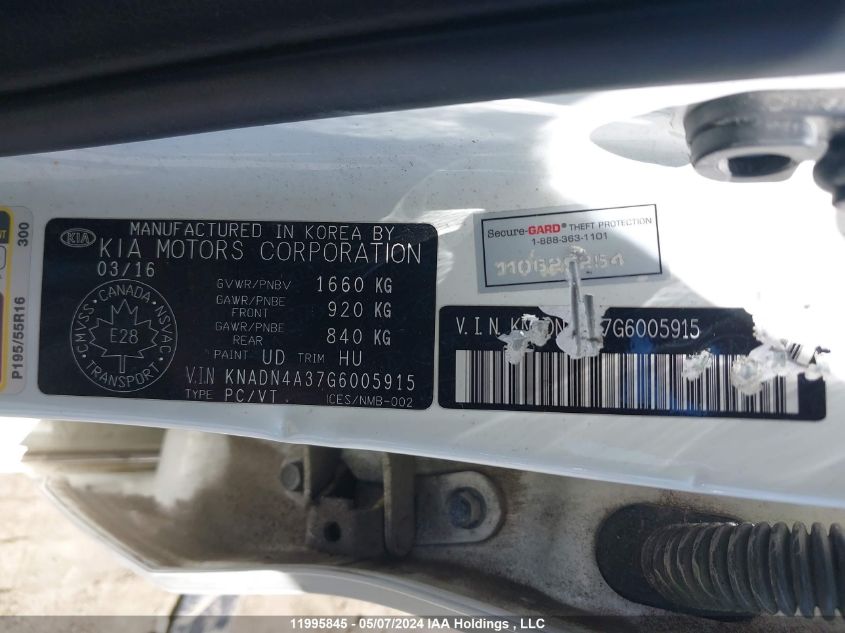 MANUFACTURED IN KOREA BY
KIA
KIA MOTORS CORPORATION
03/16
GVWR/PNBV 1660 KG
GAWR/PNBE FRONT 920 KG
GAWR/PNBE REAR 840 KG
PAINT UD TRIM HU
V.IN KNADN4A37G6005915
TYPE PC/VT ICES/NMB-002
CMVSS · CANADA · NSVAC
E28
TRANSPORT
300
P195/55R16
Secure-GARD® THEFT PROTECTION
1-888-363-1101
V.I.N 7G6005915
11995845 - 05/07/2024 IAA Holdings , LLC